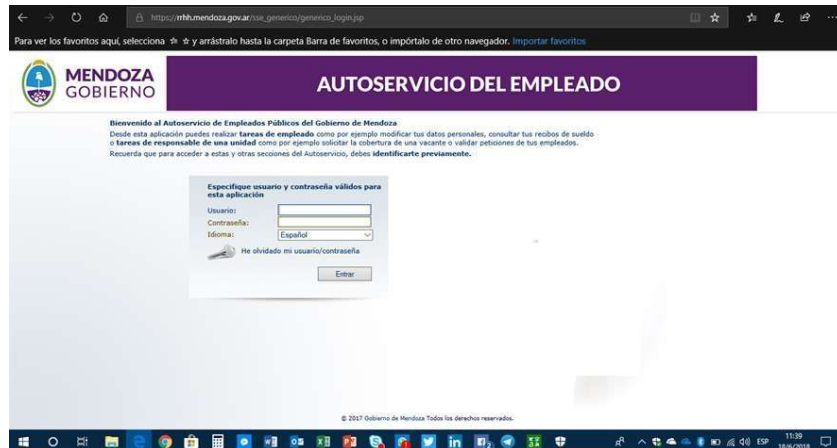 https://rrhh.mendoza.gov.ar/sse_generico/generico_login.jsp
Para ver los favoritos aquí, selecciona y arrástralo hasta la carpeta Barra de favoritos, o impórtalo de otro navegador. Importar favoritos
MENDOZA
GOBIERNO
AUTOSERVICIO DEL EMPLEADO
Bienvenido al Autoservicio de Empleados Públicos del Gobierno de Mendoza
Desde esta aplicación puedes realizar tareas de empleado como por ejemplo modificar tus datos personales, consultar tus recibos de sueldo
o tareas de responsable de una unidad como por ejemplo solicitar la cobertura de una vacante o validar peticiones de tus empleados.
Recuerda que para acceder a estas y otras secciones del Autoservicio, debes identificarte previamente.
Especifique usuario y contraseña válidos para
esta aplicación
Usuario:
Contraseña:
Idioma: Español
He olvidado mi usuario/contraseña
Entrar
© 2017 Gobierno de Mendoza Todos los derechos reservados.
ESP
11:39
18/6/2018